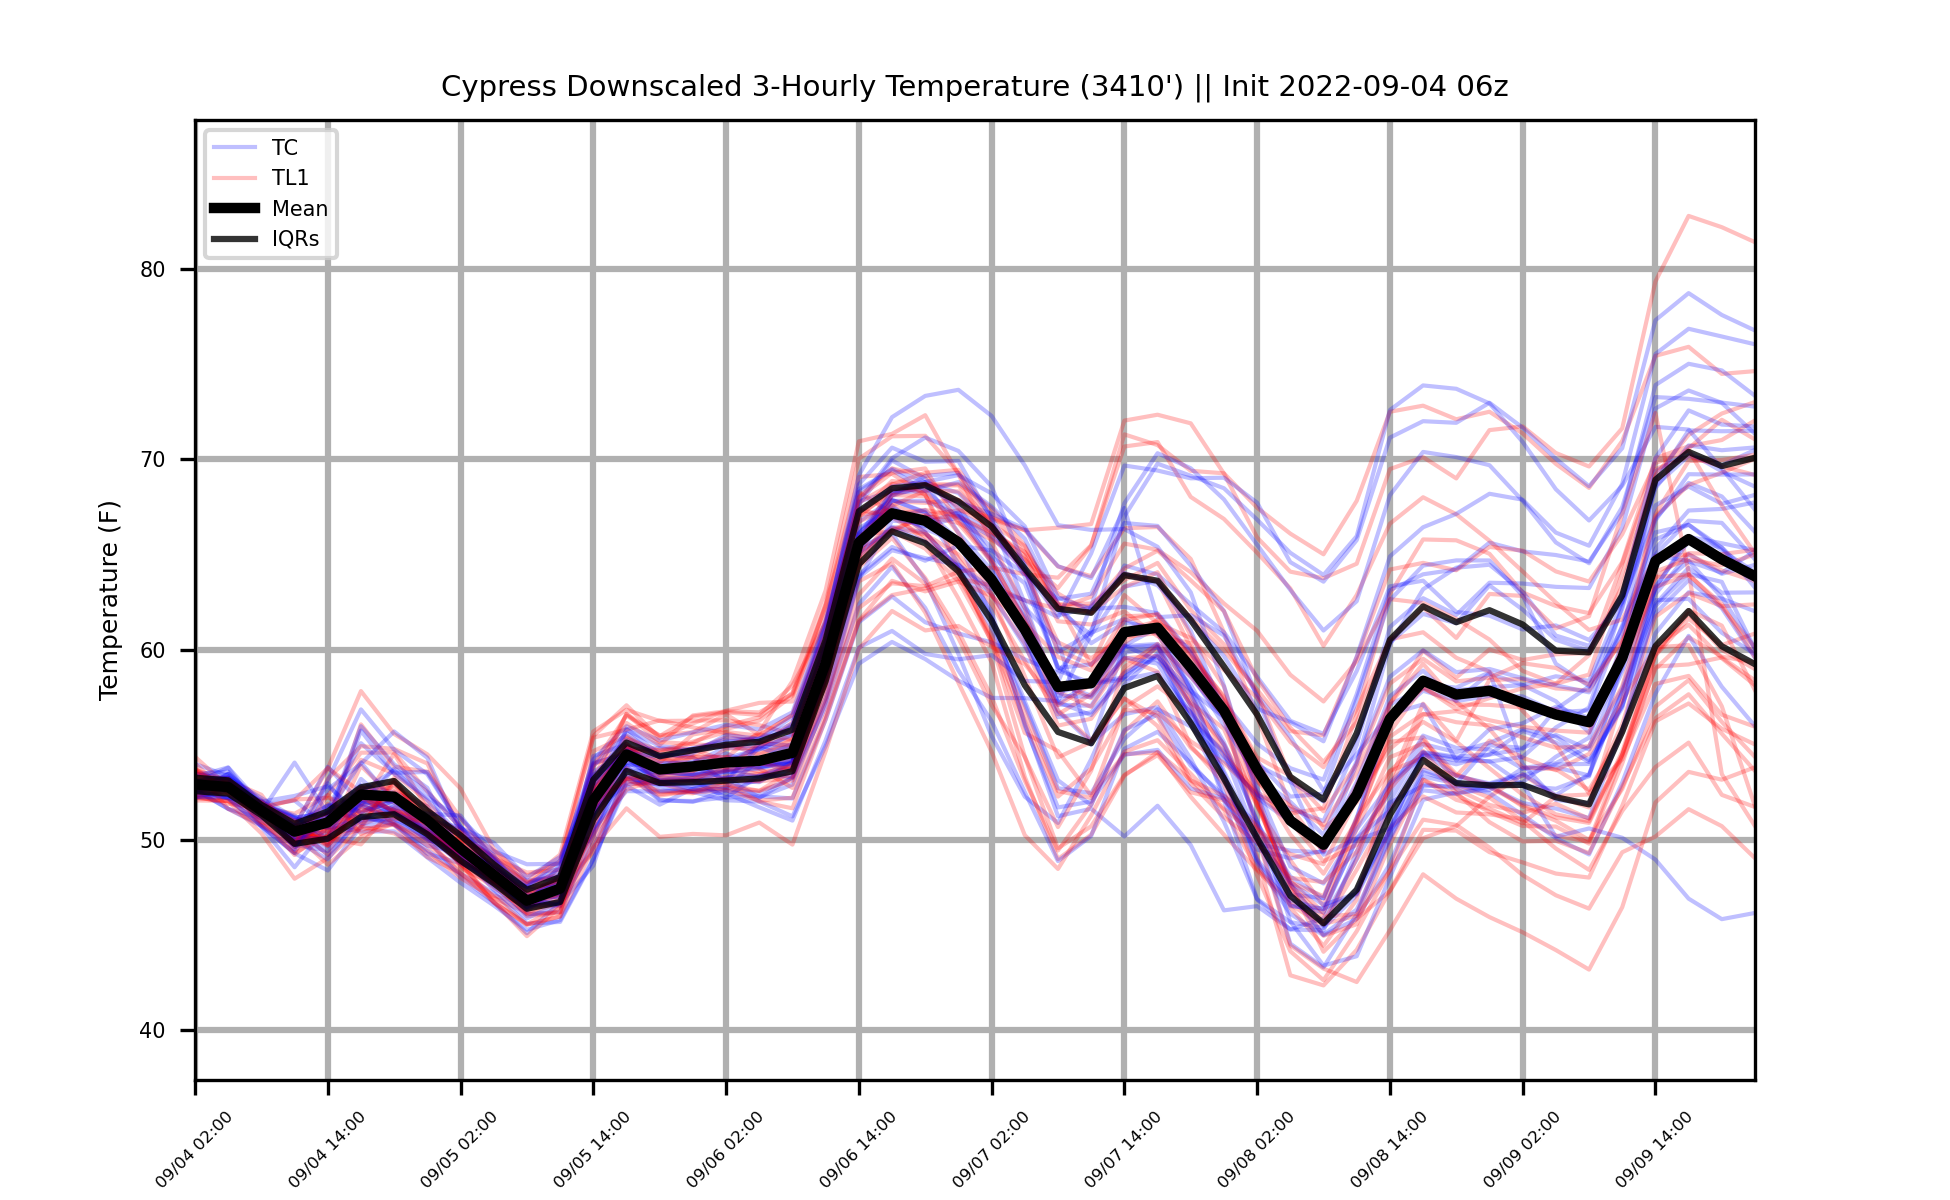 Cypress Downscaled 3-Hourly Temperature (3410') || Init 2022-09-04 06z
TC
TL1
Mean
IQRs
Temperature (F)
80
70
60
50
40
09/04 02:00
09/04 14:00
09/05 02:00
09/05 14:00
09/06 02:00
09/06 14:00
09/07 02:00
09/07 14:00
09/08 02:00
09/08 14:00
09/09 02:00
09/09 14:00